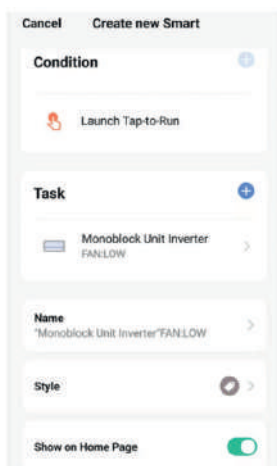 Cancel Create new Smart
Condition
Launch Tap-to-Run
Task
Monoblock Unit Inverter
FAN:LOW
Name
"Monoblock Unit Inverter"FAN:LOW
Style
Show on Home Page